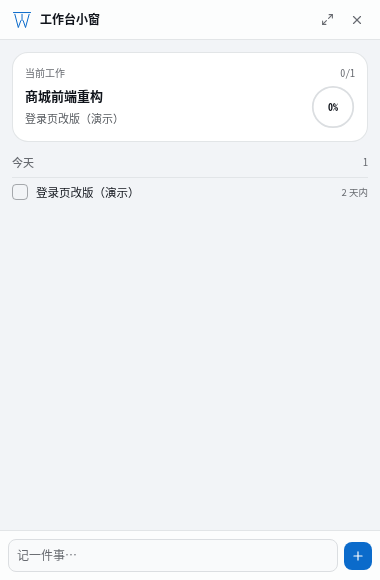 工作台小窗
当前工作 0/1
商城前端重构
登录页改版（演示） 0%
今天 1
登录页改版（演示） 2 天内
记一件事…